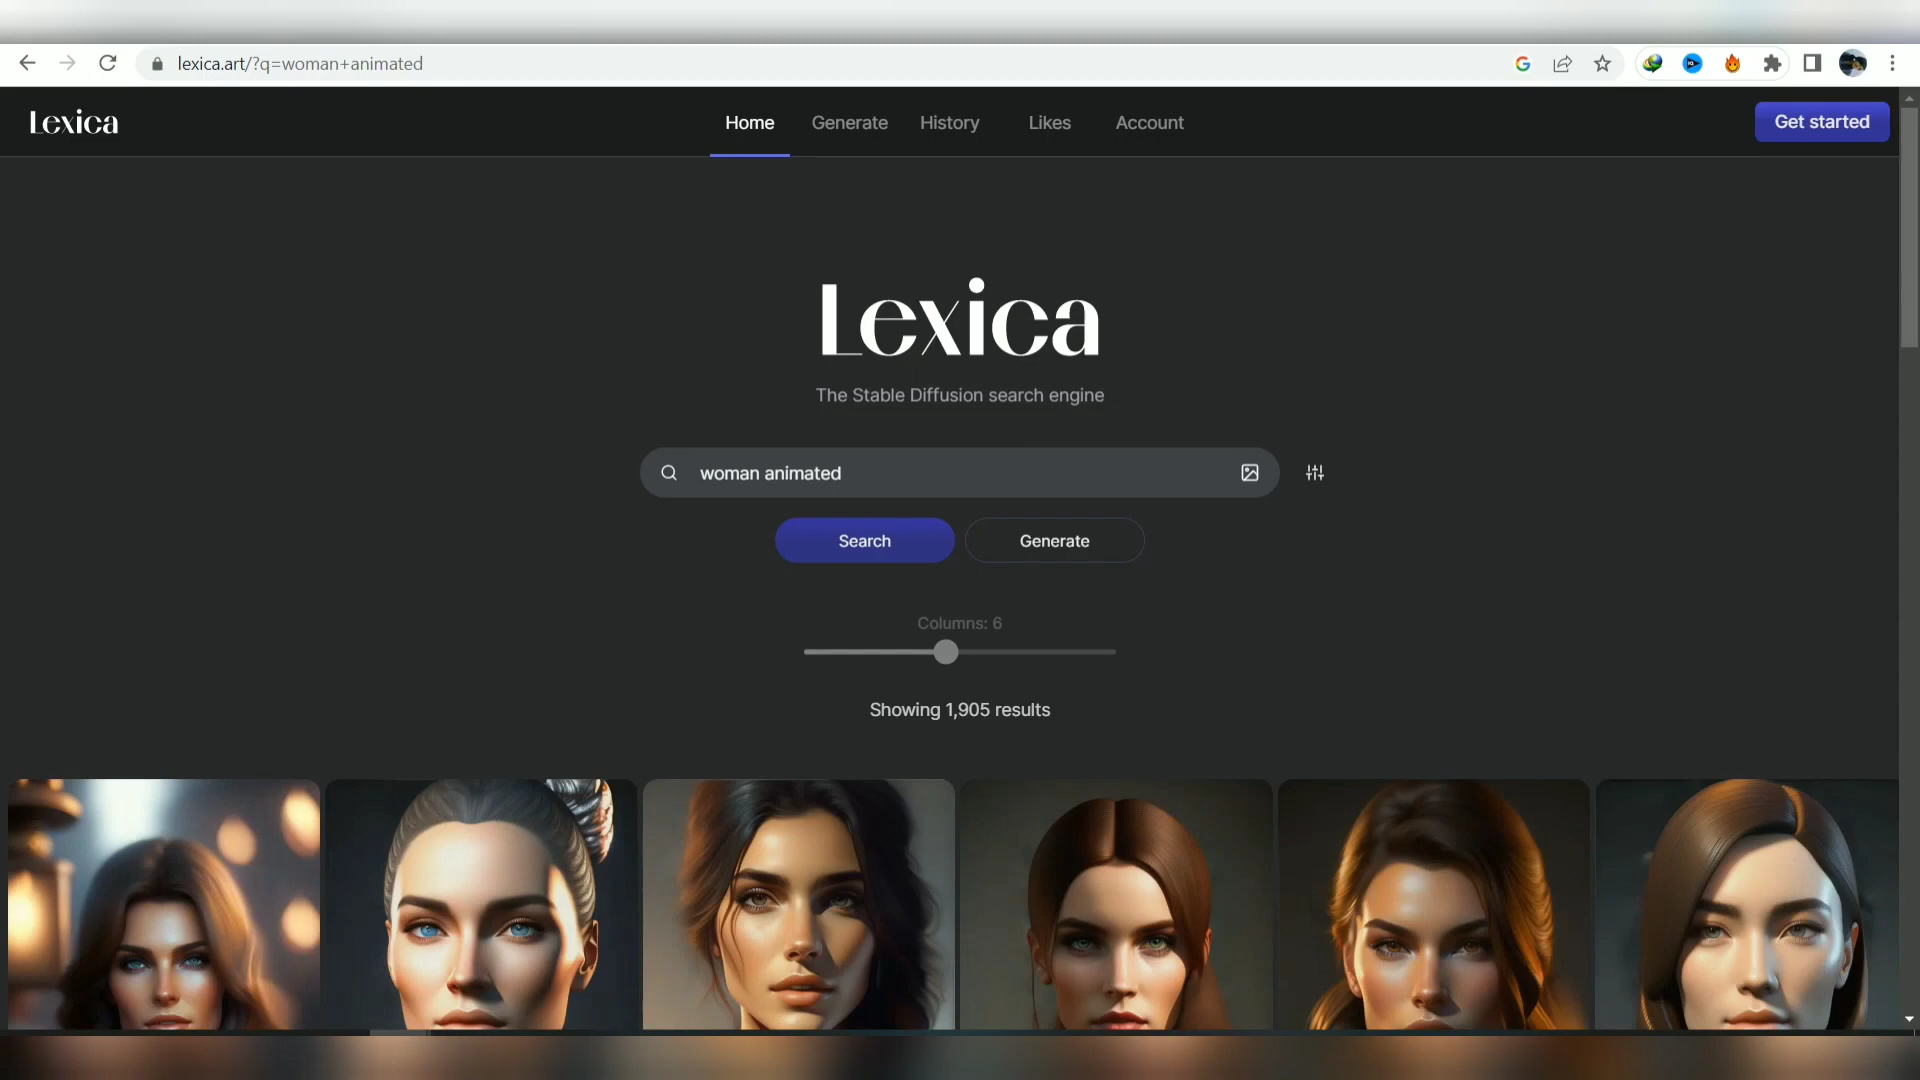 lexica.art/?q=woman+animated
Lexica
Home Generate History Likes Account
Get started
Lexica
The Stable Diffusion search engine
woman animated
Search Generate
Columns: 6
Showing 1,905 results